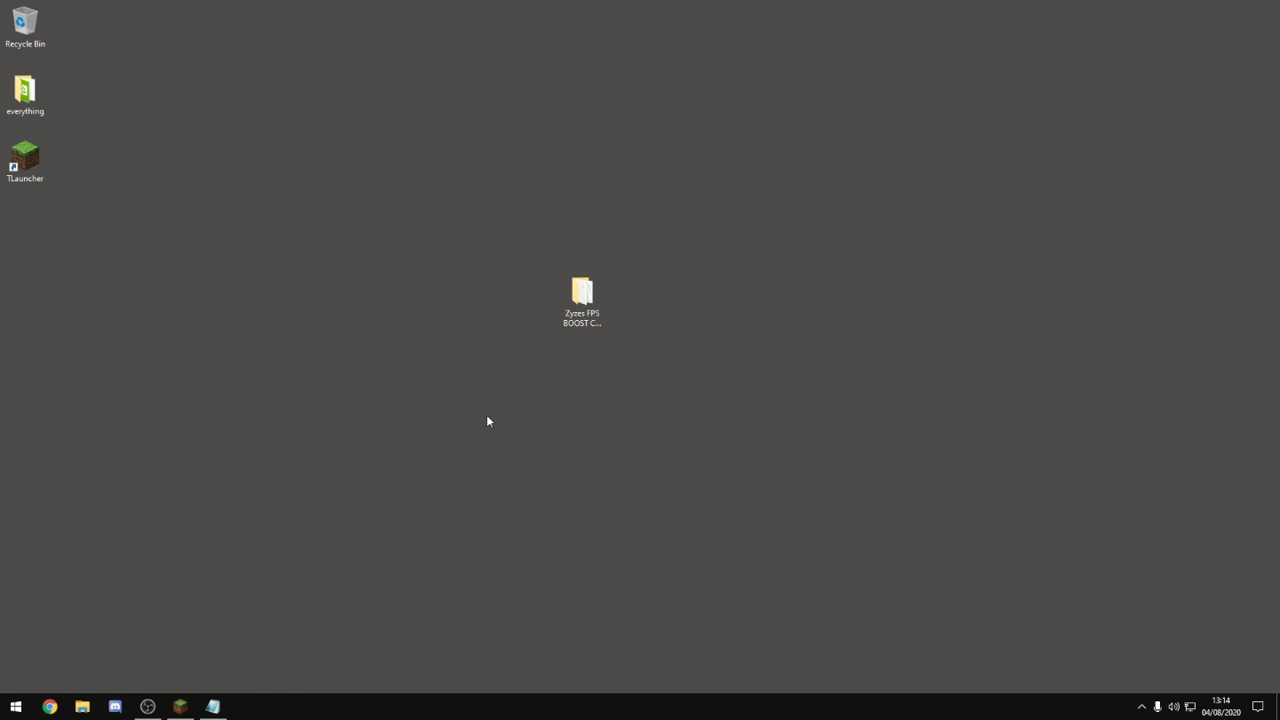 Recycle Bin
everything
TLauncher
Zyzes FPS
BOOST C...
13:14
04/08/2020